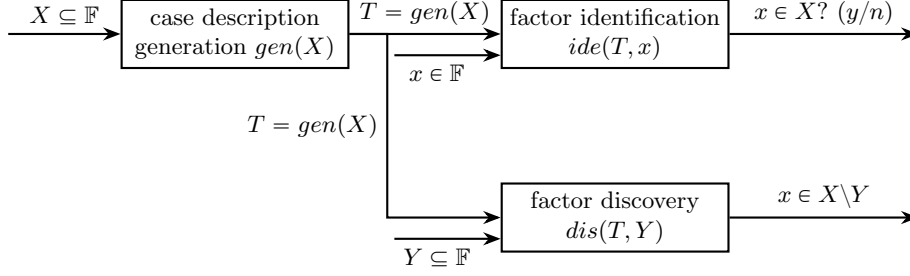 X ⊆ 𝔽
case description
generation gen(X)
T = gen(X)
x ∈ 𝔽
factor identification
ide(T, x)
x ∈ X? (y/n)
T = gen(X)
factor discovery
dis(T, Y)
x ∈ X\Y
Y ⊆ 𝔽